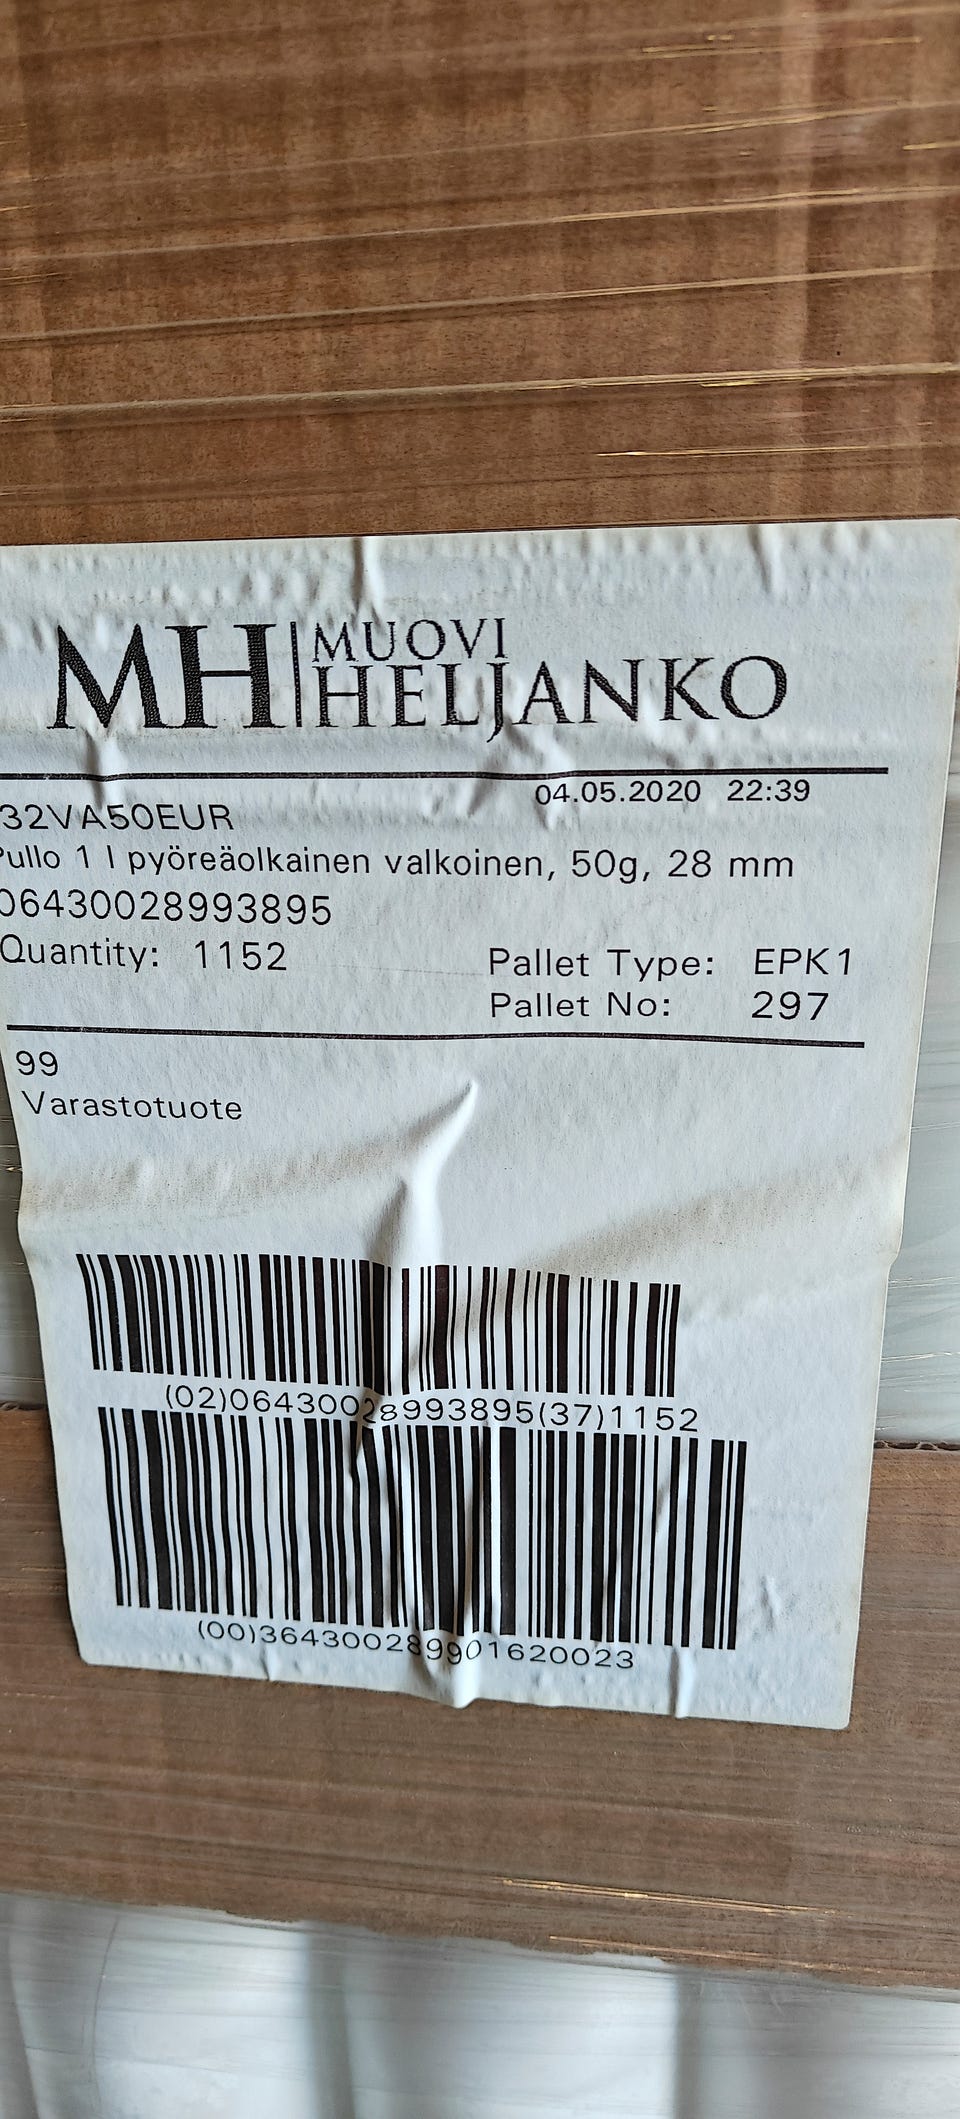 MH MUOVI
HELJANKO
04.05.2020 22:39
32VA50EUR
Pullo 1 l pyöreäolkainen valkoinen, 50g, 28 mm
06430028993895
Quantity: 1152
Pallet Type: EPK1
Pallet No: 297
99
Varastotuote
(02)06430028993895(37)1152
(00)364300289901620023